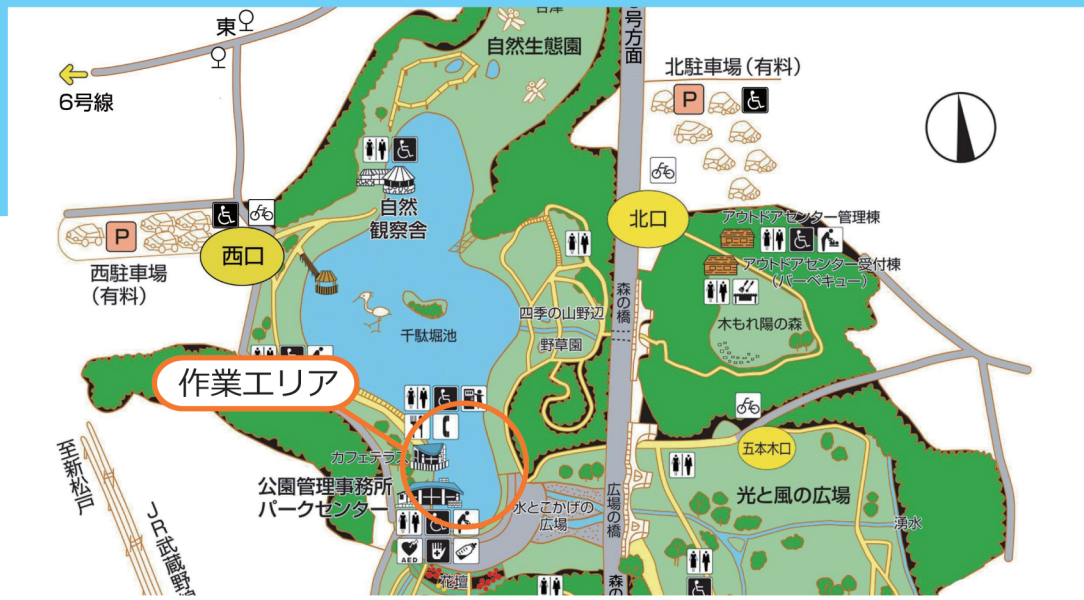 東
6号線
自然生態園
号方面
北駐車場(有料)
P
自然
観察舎
北口
アウトドアセンター管理棟
P
西口
西駐車場
(有料)
アウトドアセンター受付棟
(バーベキュー)
森の橋
四季の山野辺
千駄堀池
野草園
木もれ陽の森
作業エリア
カフェテラス
五本木口
至新松戸
公園管理事務所
パークセンター
水とこかげの
広場
広場の橋
光と風の広場
湧水
JR武蔵野線
AED
花壇
森の